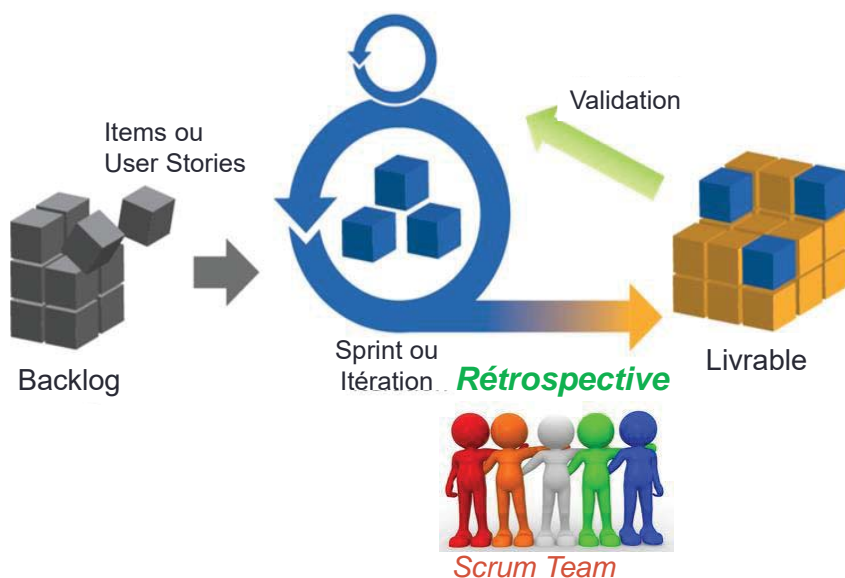 Validation
Items ou
User Stories
Sprint ou
Itération
Rétrospective
Backlog
Livrable
Scrum Team